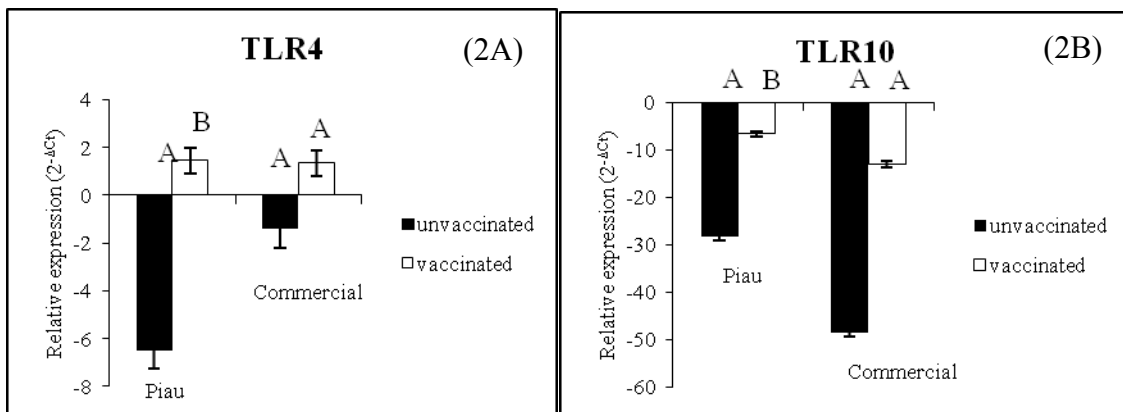 TLR4
(2A)
Relative expression (2-ΔCt)
4
2
0
-2
-4
-6
-8
A
B
A
A
Piau
Commercial
unvaccinated
vaccinated
TLR10
(2B)
A B A A
Relative expression (2-ΔCt)
0
-10
-20
-30
-40
-50
-60
Piau
Commercial
unvaccinated
vaccinated